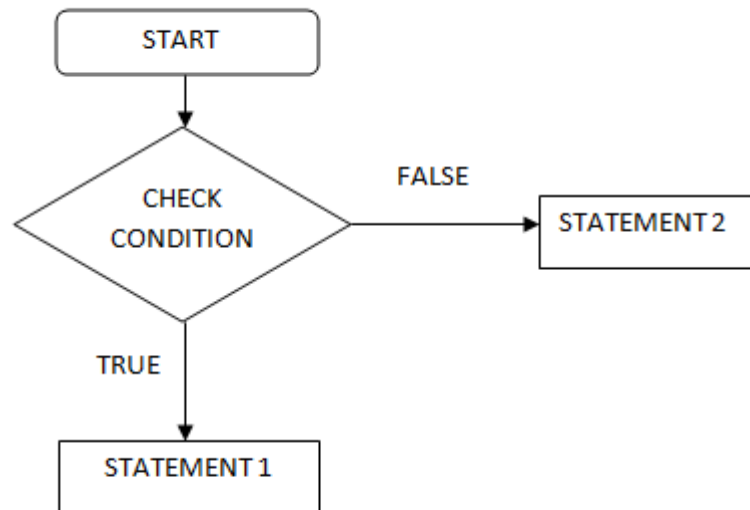 START
CHECK
CONDITION
FALSE
STATEMENT 2
TRUE
STATEMENT 1